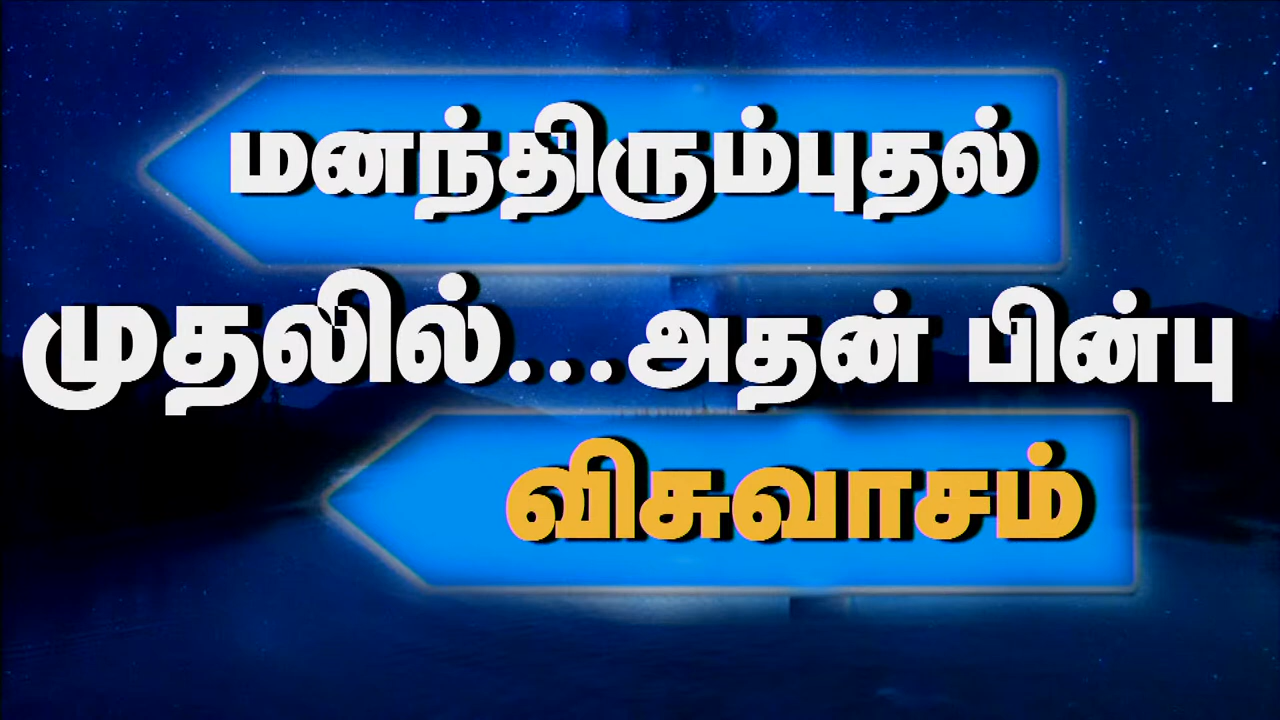 மனந்திரும்புதல்
முதலில்...அதன் பின்பு
விசுவாசம்